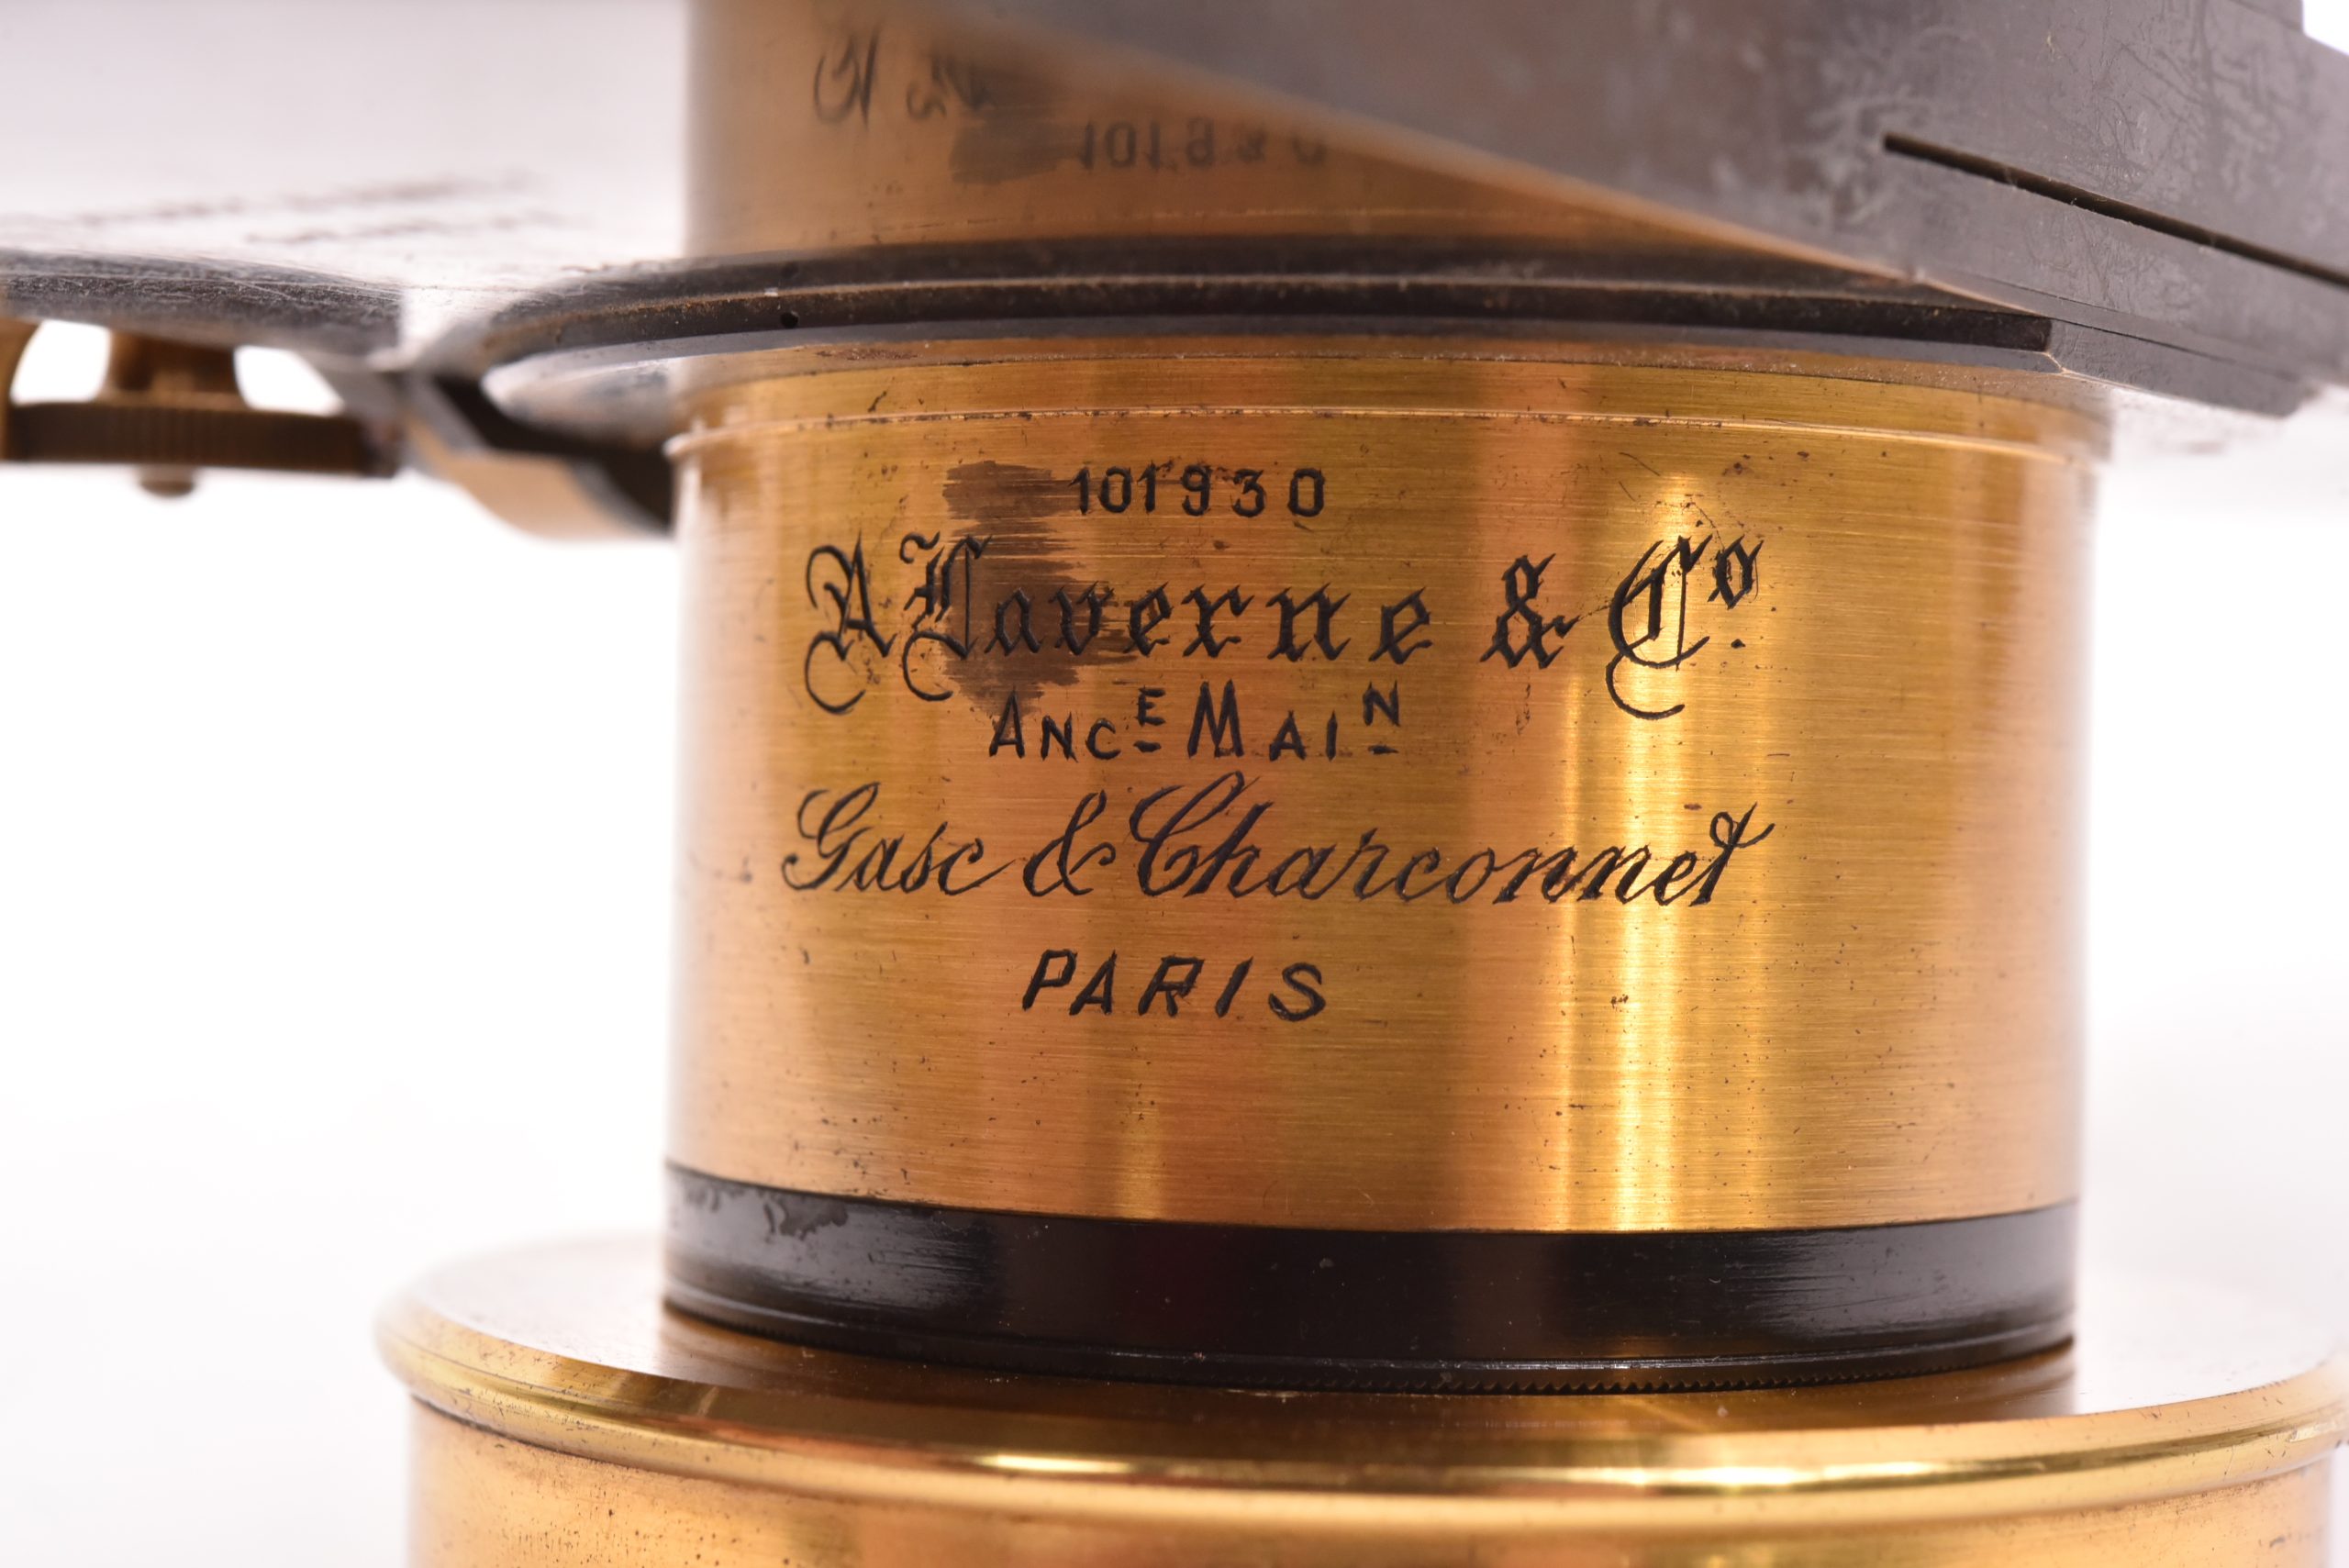 101930
A Laverne & Co.
ANCE MAIN
Gasc & Charconnet
PARIS